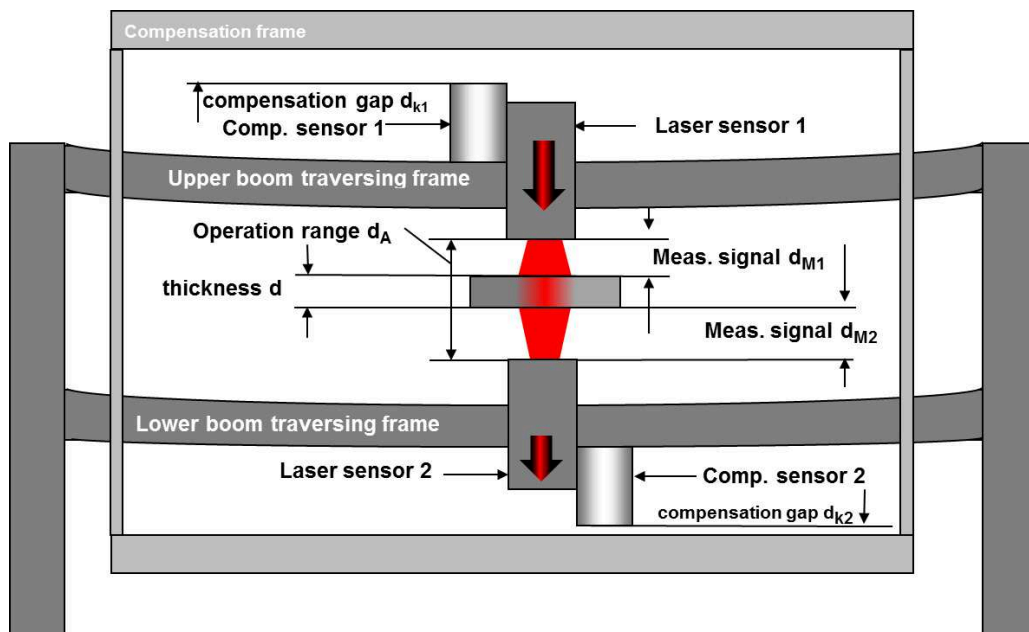 Compensation frame
compensation gap dk1
Comp. sensor 1
Laser sensor 1
Upper boom traversing frame
Operation range dA
Meas. signal dM1
thickness d
Meas. signal dM2
Lower boom traversing frame
Laser sensor 2
Comp. sensor 2
compensation gap dk2